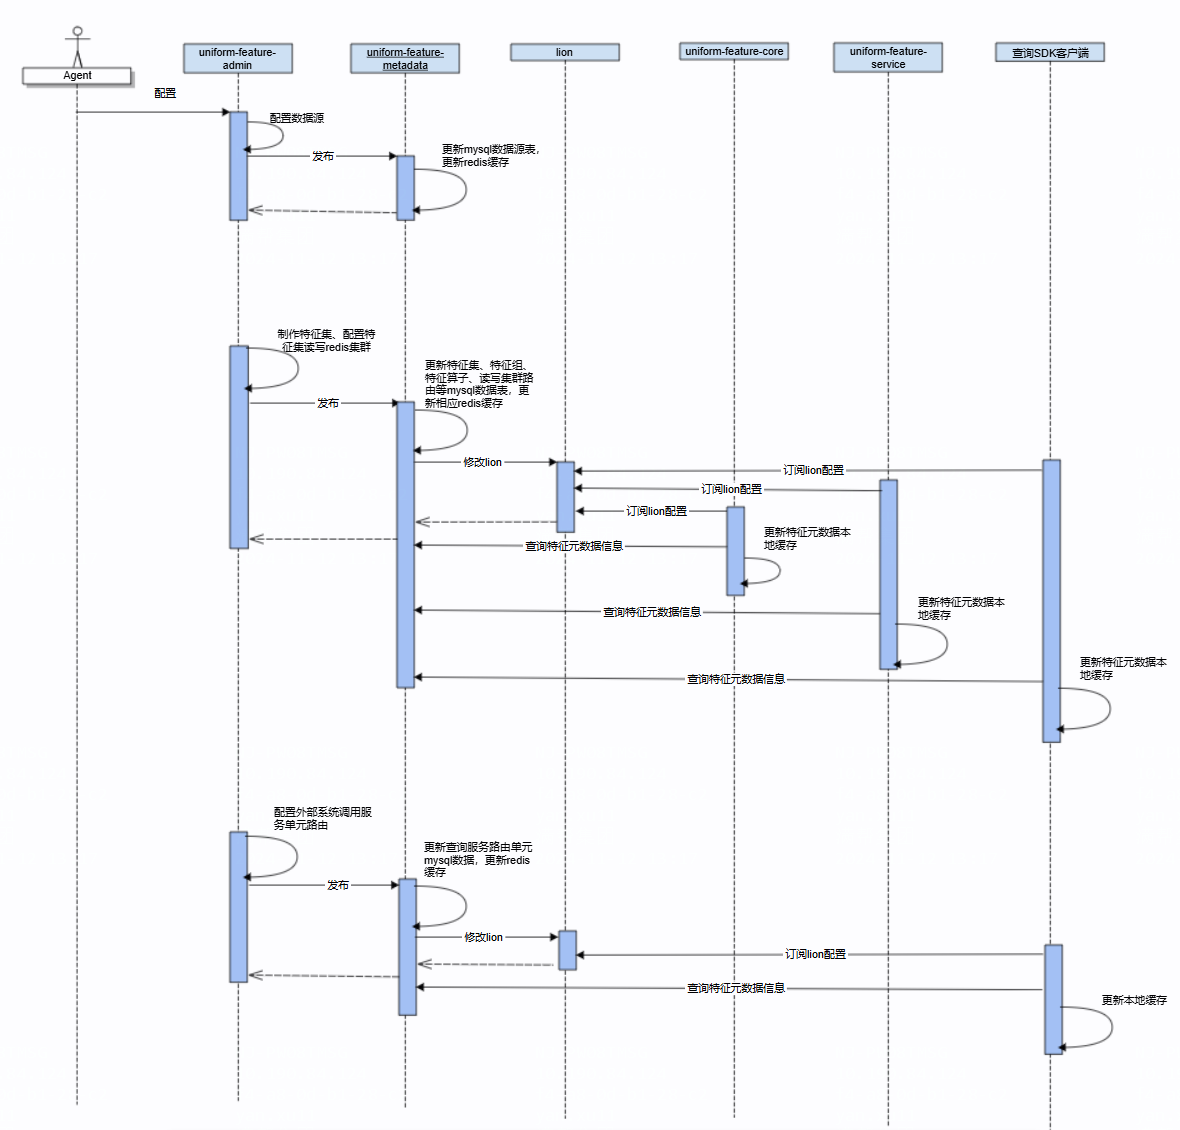 Agent
uniform-feature-
admin
uniform-feature-
metadata
lion
uniform-feature-core
uniform-feature-
service
查询SDK客户端
配置
配置数据源
发布
更新mysql数据源表，
更新redis缓存
制作特征集、配置特
征集读写redis集群
发布
更新特征集、特征组、
特征算子、读写集群路
由等mysql数据表，更
新相应redis缓存
修改lion
订阅lion配置
订阅lion配置
订阅lion配置
查询特征元数据信息
更新特征元数据本
地缓存
查询特征元数据信息
更新特征元数据本
地缓存
查询特征元数据信息
更新特征元数据本
地缓存
配置外部系统调用服
务单元路由
发布
更新查询服务路由单元
mysql数据，更新redis
缓存
修改lion
订阅lion配置
查询特征元数据信息
更新本地缓存